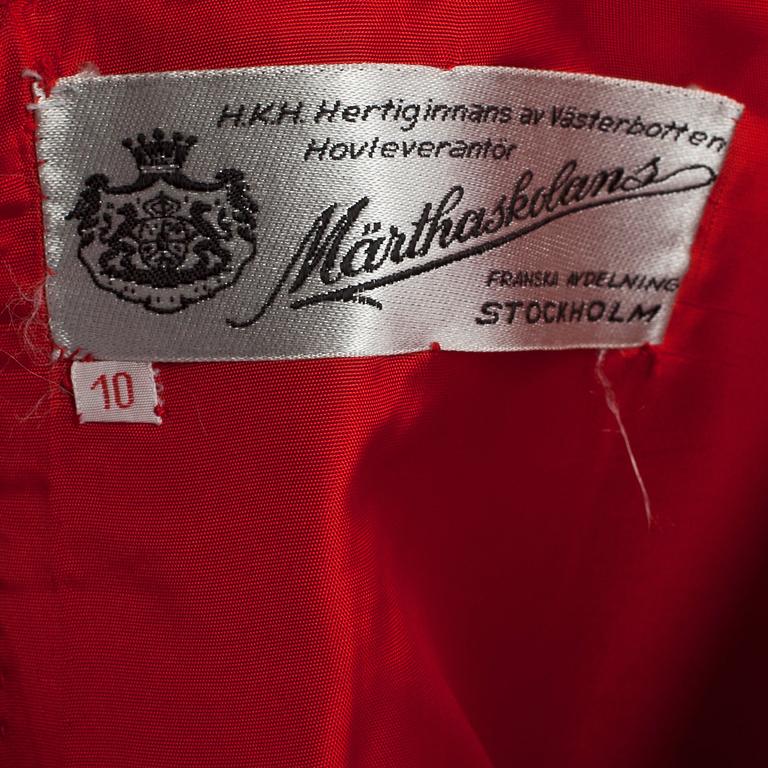 H.K.H. Hertiginnans av Västerbotten
Hovleverantör
Märthaskolans
FRANSKA AVDELNING
STOCKHOLM
10